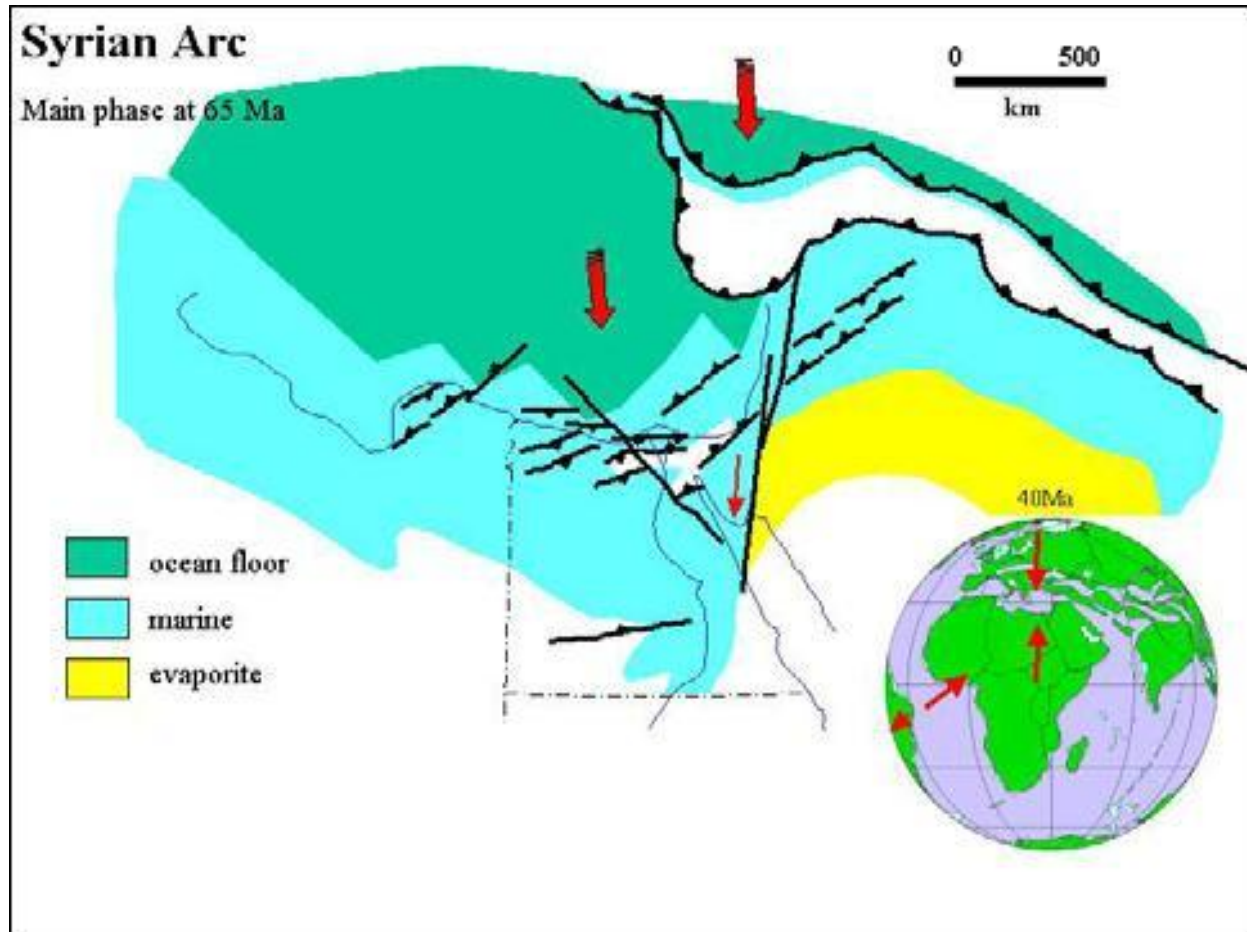 Syrian Arc
Main phase at 65 Ma
0 500
km
ocean floor
marine
evaporite
40Ma